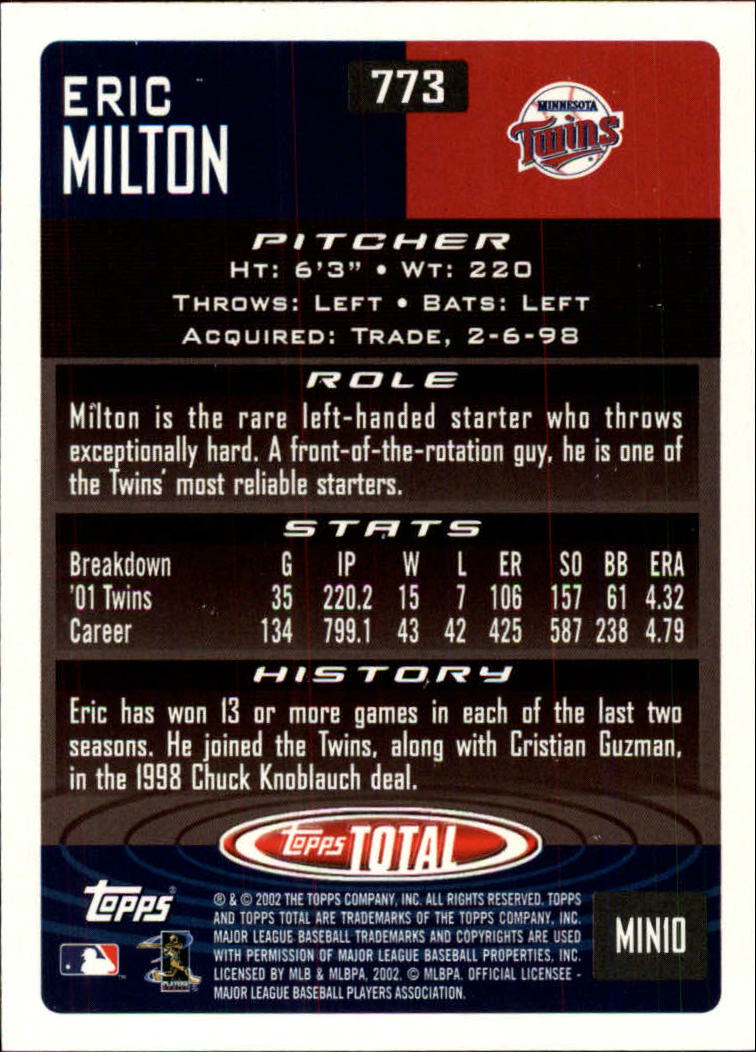 ERIC
MILTON
773
MINNESOTA
Twins
PITCHER
HT: 6'3" • WT: 220
THROWS: LEFT • BATS: LEFT
ACQUIRED: TRADE, 2-6-98
ROLE
Milton is the rare left-handed starter who throws
exceptionally hard. A front-of-the-rotation guy, he is one of
the Twins' most reliable starters.
STATS
Breakdown G IP W L ER SO BB ERA
'01 Twins 35 220.2 15 7 106 157 61 4.32
Career 134 799.1 43 42 425 587 238 4.79
HISTORY
Eric has won 13 or more games in each of the last two
seasons. He joined the Twins, along with Cristian Guzman,
in the 1998 Chuck Knoblauch deal.
topps TOTAL
topps®
® & © 2002 THE TOPPS COMPANY, INC. ALL RIGHTS RESERVED. TOPPS
AND TOPPS TOTAL ARE TRADEMARKS OF THE TOPPS COMPANY, INC.
MAJOR LEAGUE BASEBALL TRADEMARKS AND COPYRIGHTS ARE USED
WITH PERMISSION OF MAJOR LEAGUE BASEBALL PROPERTIES, INC.
LICENSED BY MLB & MLBPA, 2002. © MLBPA. OFFICIAL LICENSEE -
MAJOR LEAGUE BASEBALL PLAYERS ASSOCIATION.
PLAYERS
MIN10